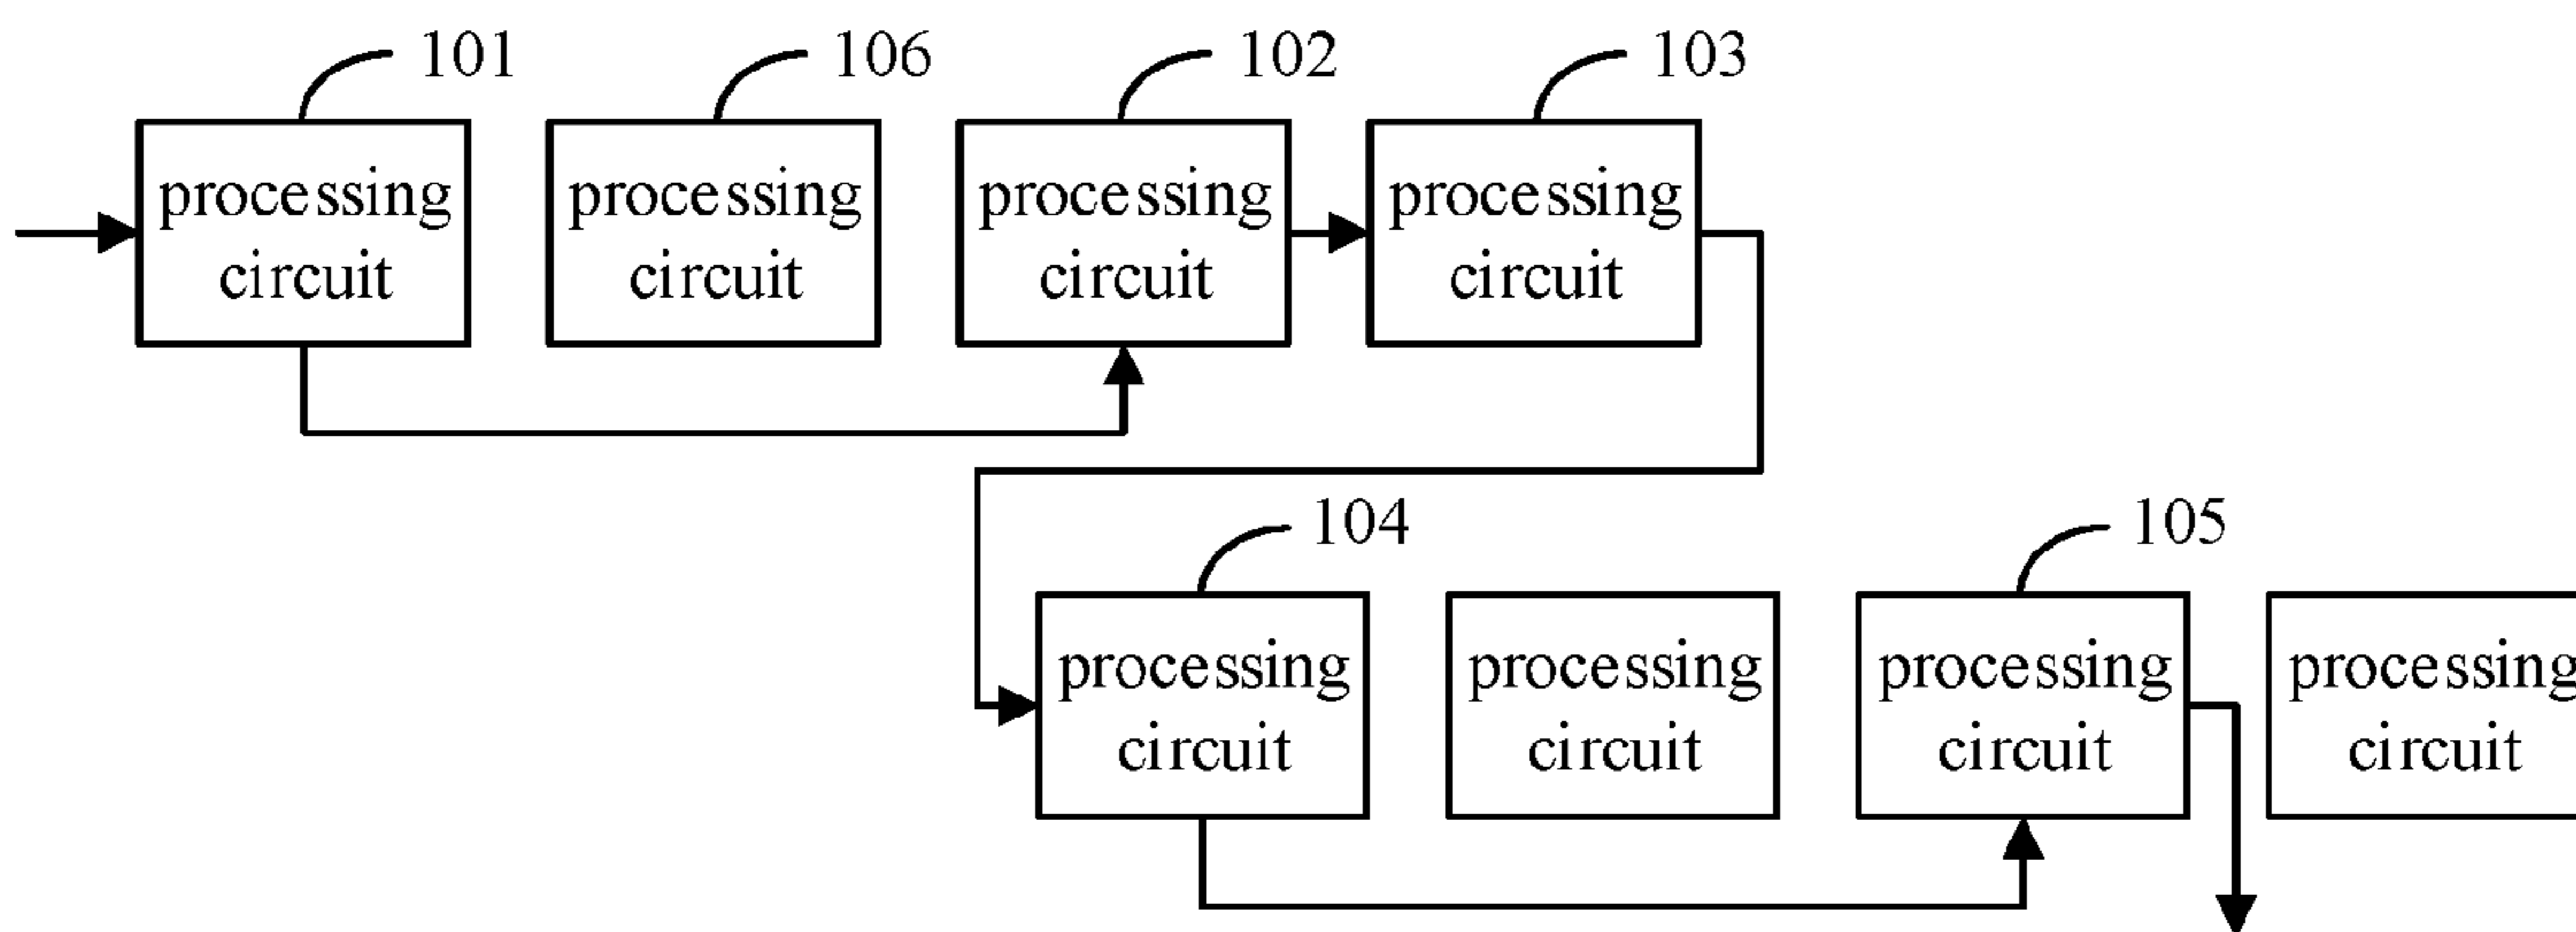 101 106 102 103
processing processing processing processing
circuit circuit circuit circuit
104 105
processing processing processing processing
circuit circuit circuit circuit